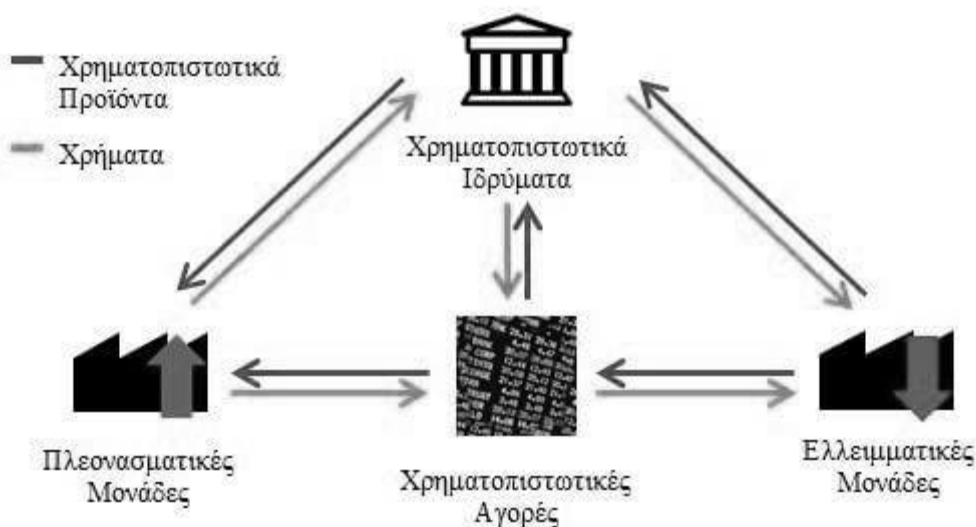 Χρηματοπιστωτικά
Προϊόντα
Χρήματα
Χρηματοπιστωτικά
Ιδρύματα
Πλεονασματικές
Μονάδες
Χρηματοπιστωτικές
Αγορές
Ελλειμματικές
Μονάδες